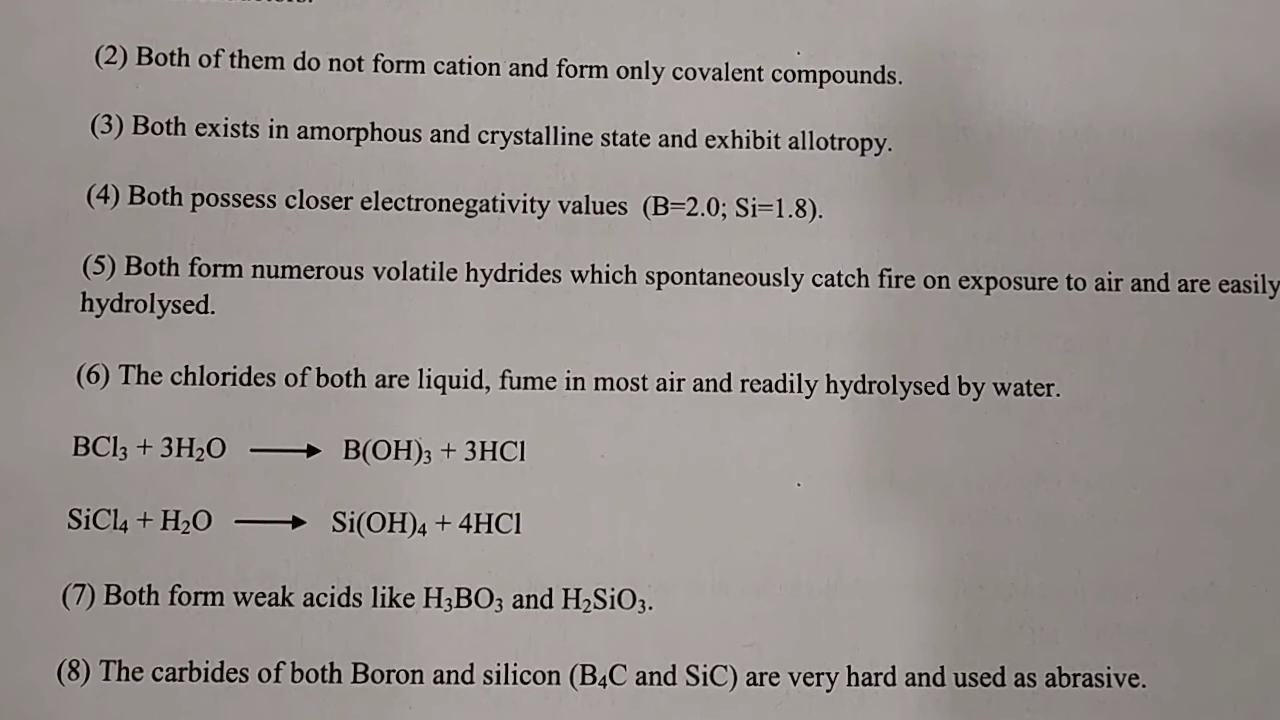 (2) Both of them do not form cation and form only covalent compounds.
(3) Both exists in amorphous and crystalline state and exhibit allotropy.
(4) Both possess closer electronegativity values (B=2.0; Si=1.8).
(5) Both form numerous volatile hydrides which spontaneously catch fire on exposure to air and are easily
hydrolysed.
(6) The chlorides of both are liquid, fume in most air and readily hydrolysed by water.
BCl₃ + 3H₂O ⟶ B(OH)₃ + 3HCl
SiCl₄ + H₂O ⟶ Si(OH)₄ + 4HCl
(7) Both form weak acids like H₃BO₃ and H₂SiO₃.
(8) The carbides of both Boron and silicon (B₄C and SiC) are very hard and used as abrasive.